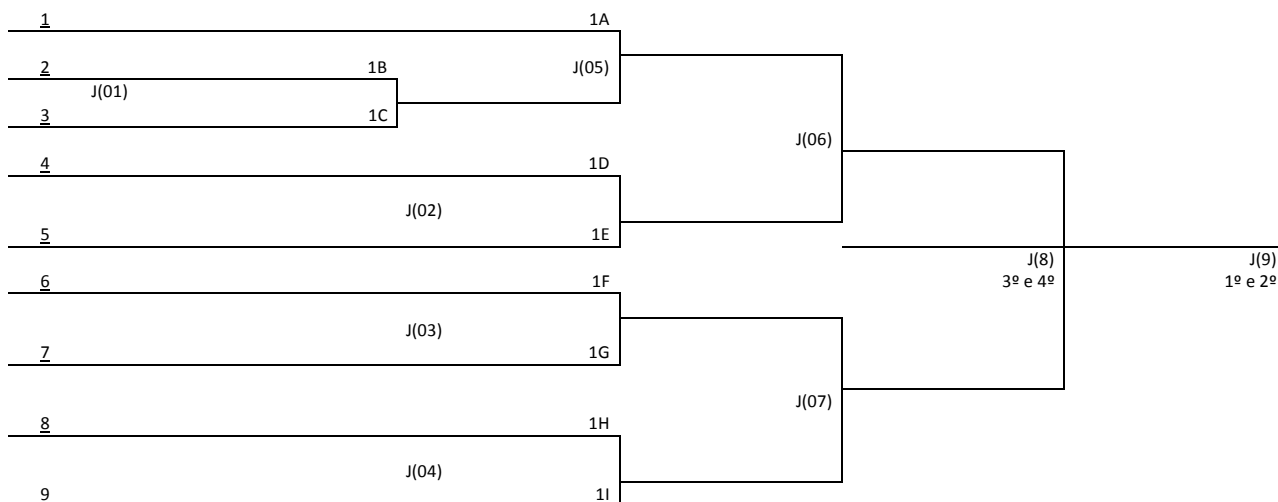 1 1A
2 1B J(05)
J(01)
3 1C
J(06)
4 1D
J(02)
5 1E
J(8) J(9)
3º e 4º 1º e 2º
6 1F
J(03)
7 1G
J(07)
8 1H
J(04)
9 1I